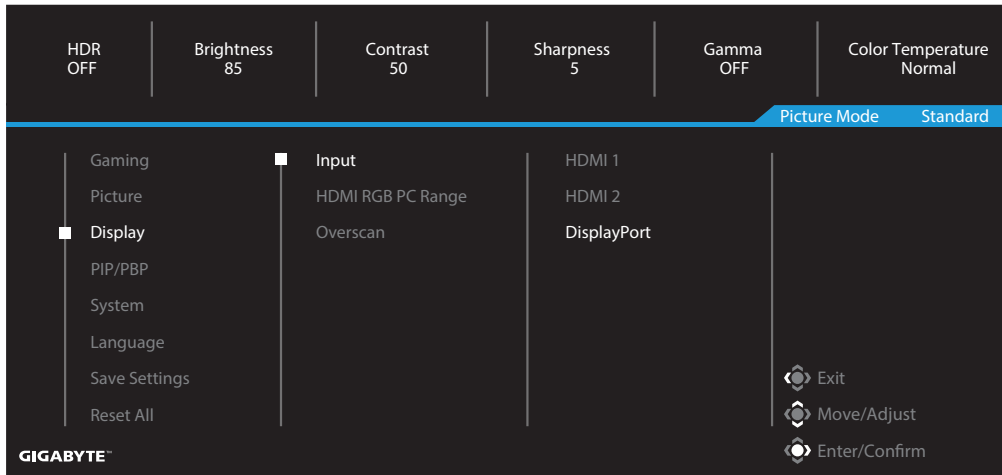 HDR Brightness Contrast Sharpness Gamma Color Temperature
OFF 85 50 5 OFF Normal
Picture Mode Standard
Gaming Input HDMI 1
Picture HDMI RGB PC Range HDMI 2
Display Overscan DisplayPort
PIP/PBP
System
Language
Save Settings Exit
Reset All Move/Adjust
GIGABYTE™ Enter/Confirm